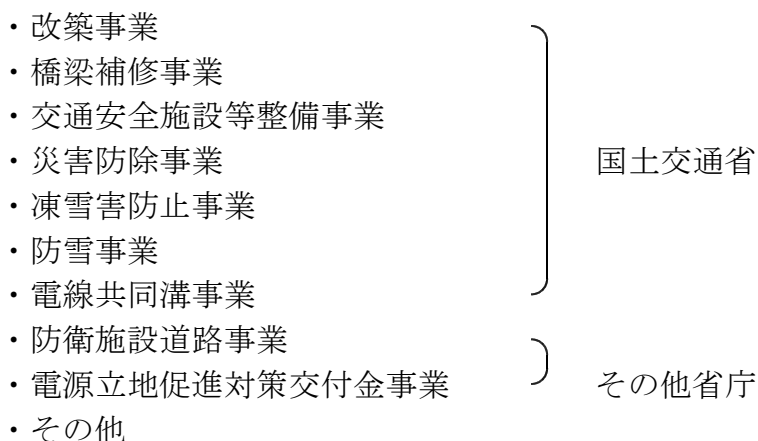 ・改築事業
・橋梁補修事業
・交通安全施設等整備事業
・災害防除事業 国土交通省
・凍雪害防止事業
・防雪事業
・電線共同溝事業
・防衛施設道路事業
・電源立地促進対策交付金事業 その他省庁
・その他